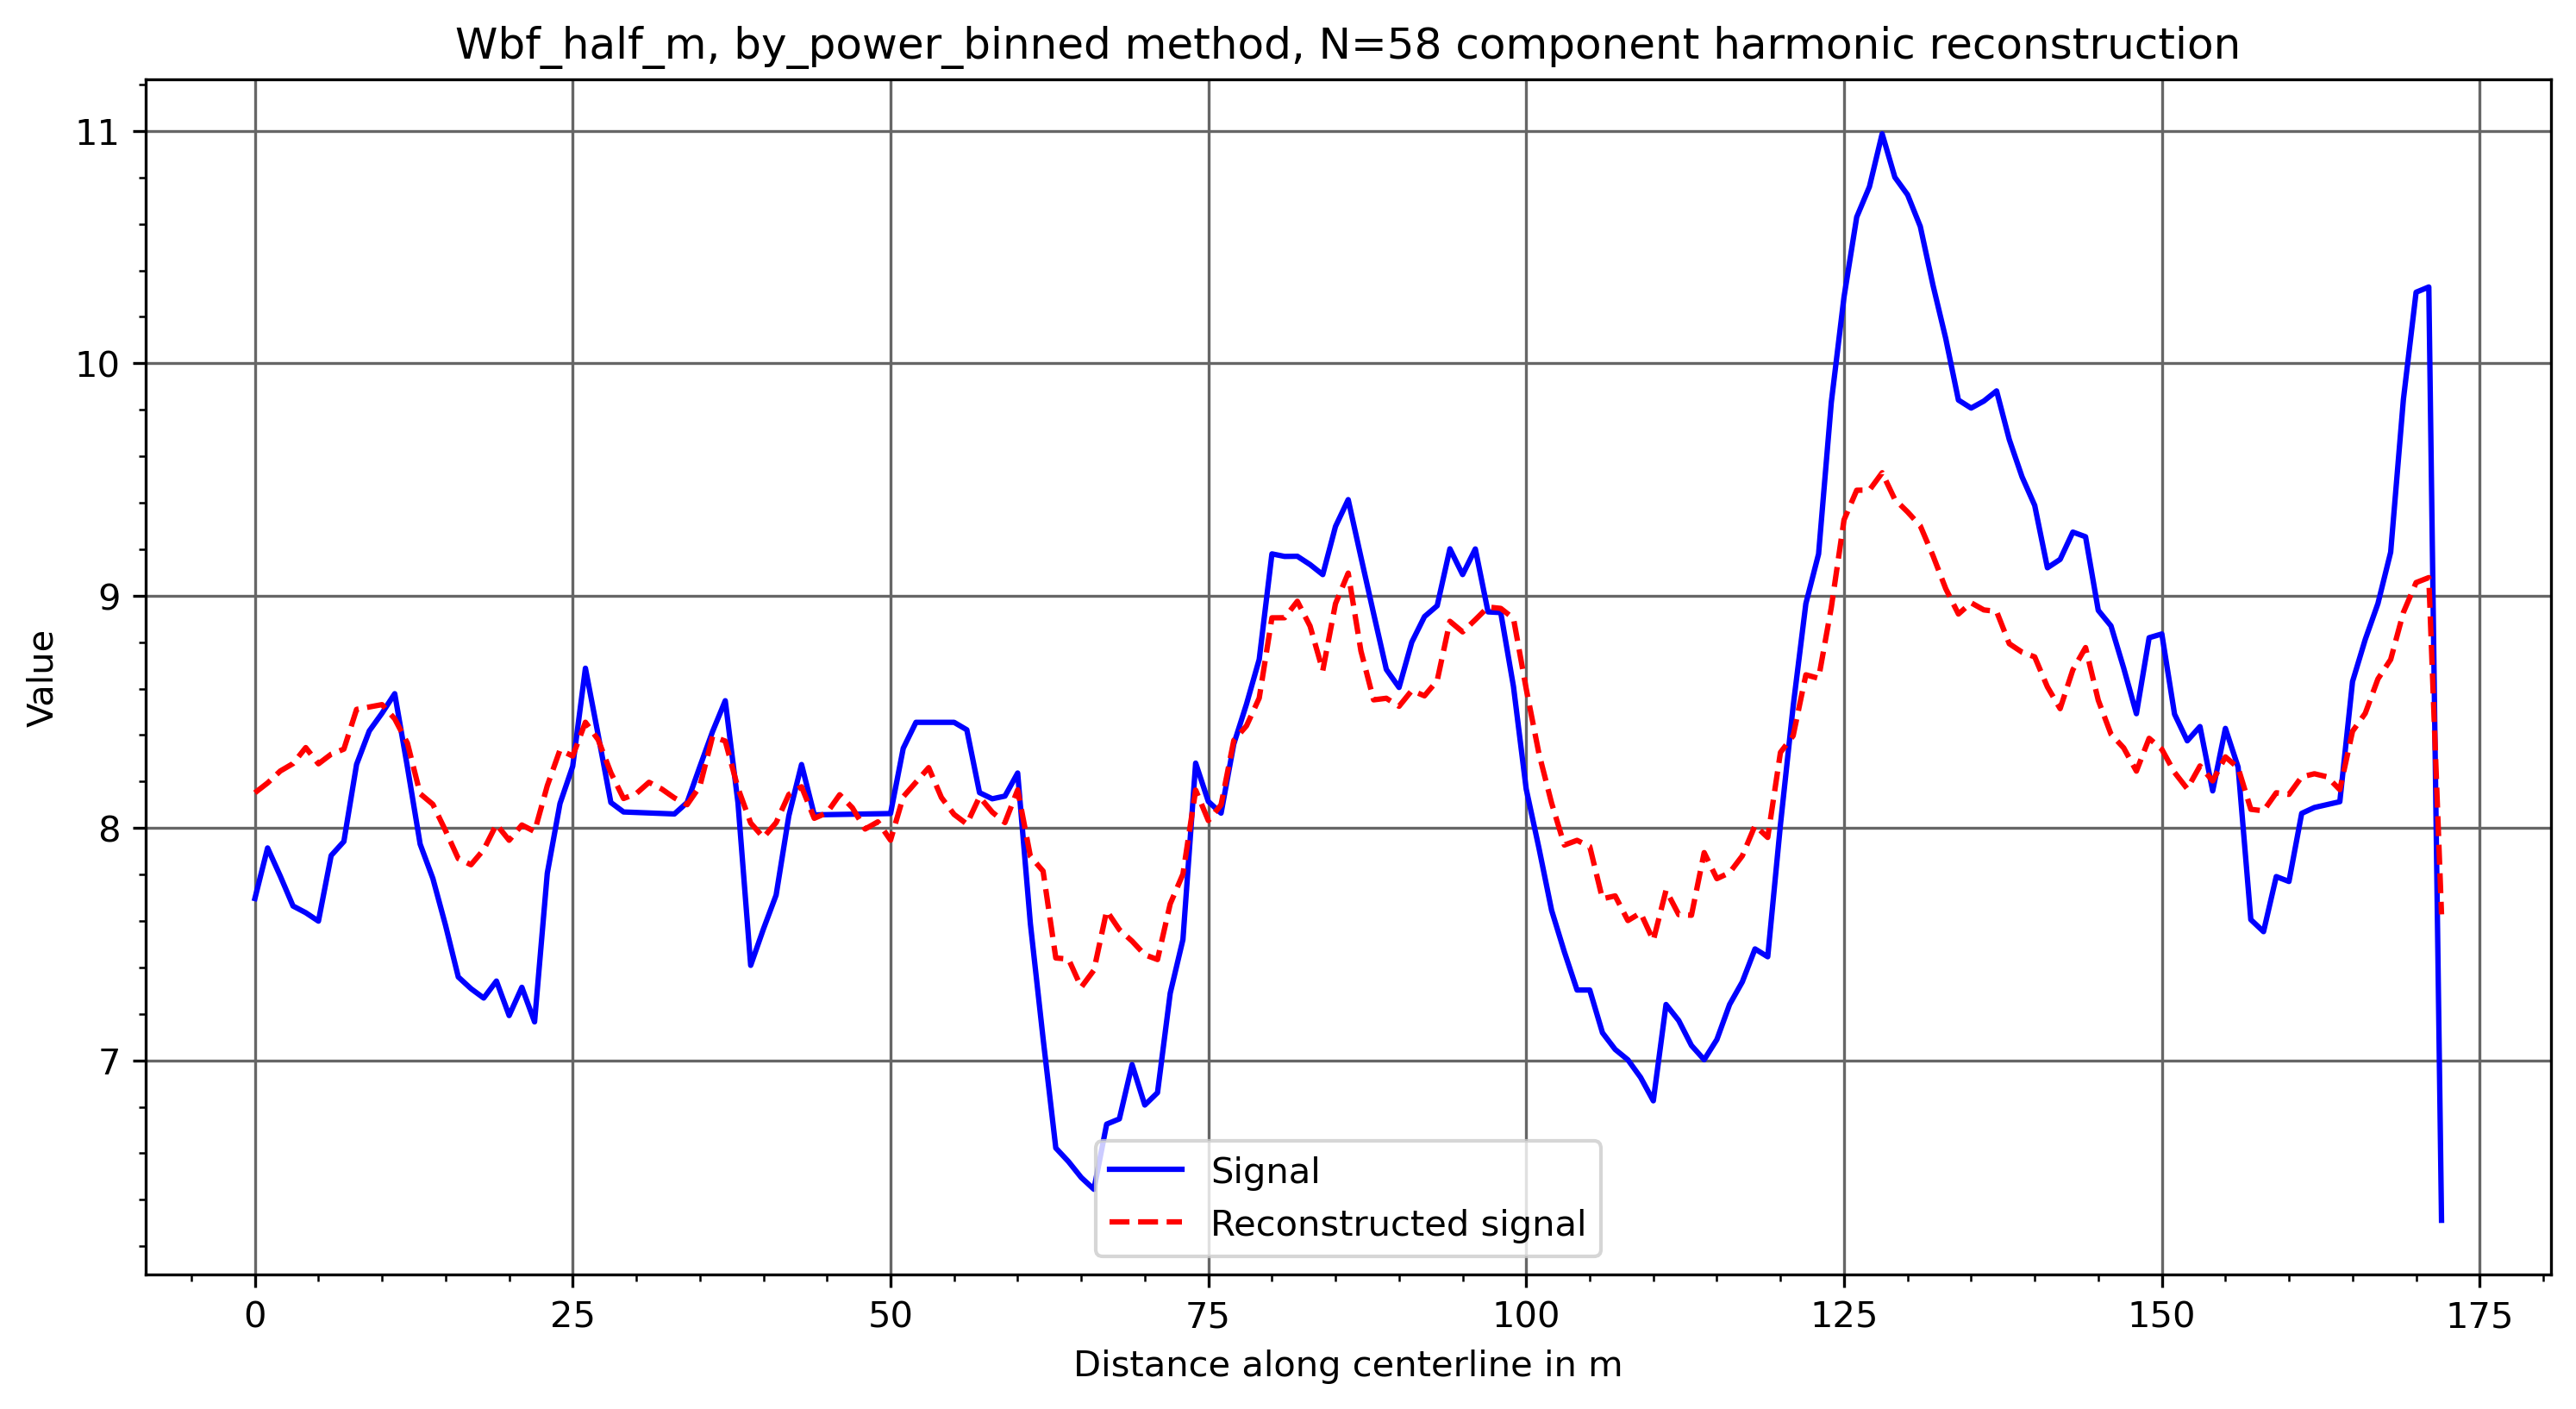 Wbf_half_m, by_power_binned method, N=58 component harmonic reconstruction
11
10
9
8
7
Value
Signal
Reconstructed signal
0 25 50 75 100 125 150 175
Distance along centerline in m